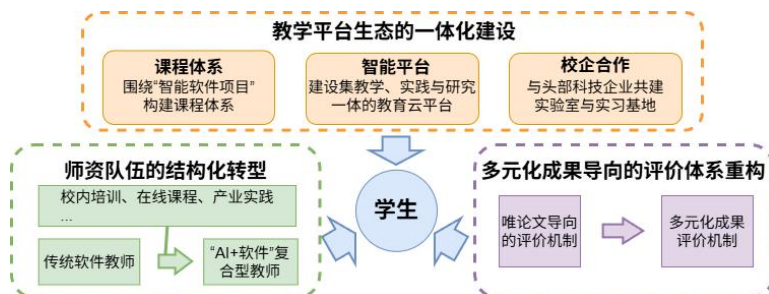 教学平台生态的一体化建设
课程体系
围绕“智能软件项目”
构建课程体系
智能平台
建设集教学、实践与研究
一体的教育云平台
校企合作
与头部科技企业共建
实验室与实习基地
师资队伍的结构化转型
校内培训、在线课程、产业实践
...
传统软件教师
“AI+软件”复
合型教师
学生
多元化成果导向的评价体系重构
唯论文导向
的评价机制
多元化成果
评价机制